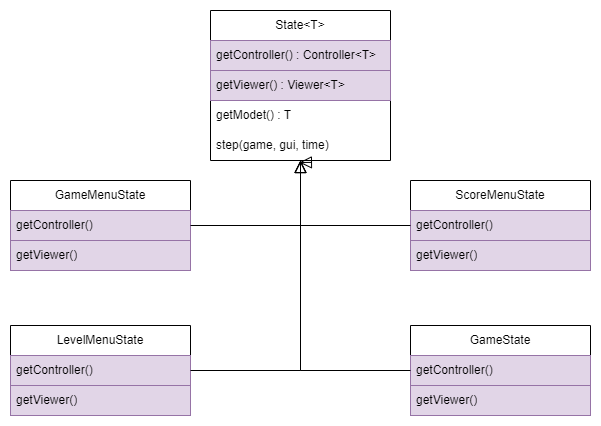 State<T>
getController() : Controller<T>
getViewer() : Viewer<T>
getModet() : T
step(game, gui, time)
GameMenuState
getController()
getViewer()
ScoreMenuState
getController()
getViewer()
LevelMenuState
getController()
getViewer()
GameState
getController()
getViewer()